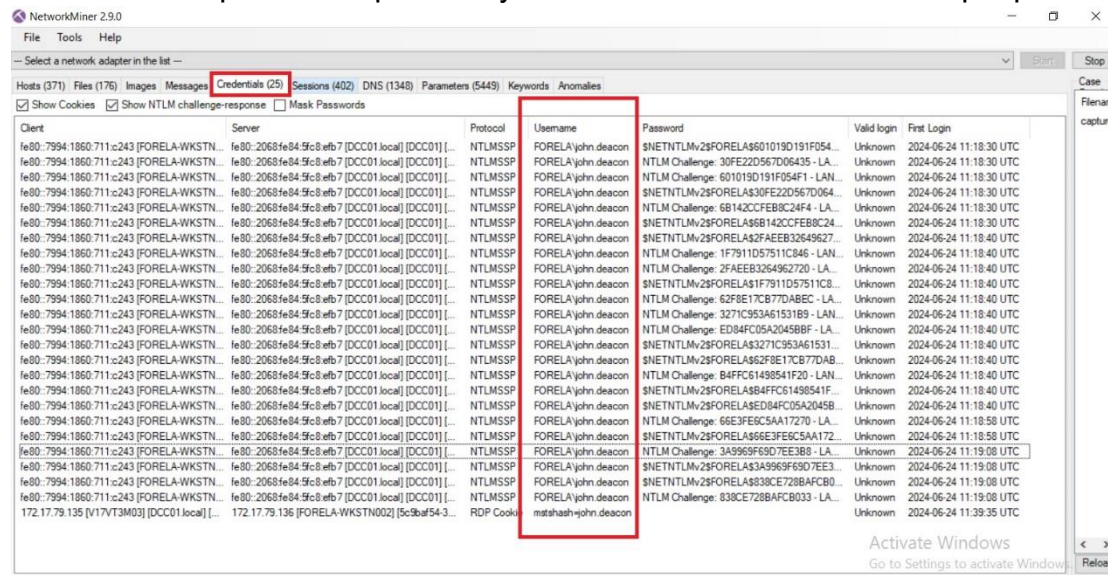 NetworkMiner 2.9.0
File Tools Help
--- Select a network adapter in the list ---
Start Stop
Hosts (371) Files (176) Images Messages Credentials (25) Sessions (402) DNS (1348) Parameters (5449) Keywords Anomalies
Case
Show Cookies Show NTLM challenge-response Mask Passwords
Filenar
Client Server Protocol Username Password Valid login First Login
captur
fe80::7994:1860:711:c243 [FORELA-WKSTN... fe80::2068:fe84:5fc8:efb7 [DCC01.local] [DCC01] [... NTLMSSP FORELA\john.deacon $NETNTLMv2$FORELA$601019D191F054... Unknown 2024-06-24 11:18:30 UTC
fe80::7994:1860:711:c243 [FORELA-WKSTN... fe80::2068:fe84:5fc8:efb7 [DCC01.local] [DCC01] [... NTLMSSP FORELA\john.deacon NTLM Challenge: 30FE22D567D06435 - LA... Unknown 2024-06-24 11:18:30 UTC
fe80::7994:1860:711:c243 [FORELA-WKSTN... fe80::2068:fe84:5fc8:efb7 [DCC01.local] [DCC01] [... NTLMSSP FORELA\john.deacon NTLM Challenge: 601019D191F054F1 - LAN... Unknown 2024-06-24 11:18:30 UTC
fe80::7994:1860:711:c243 [FORELA-WKSTN... fe80::2068:fe84:5fc8:efb7 [DCC01.local] [DCC01] [... NTLMSSP FORELA\john.deacon $NETNTLMv2$FORELA$30FE22D567D064... Unknown 2024-06-24 11:18:30 UTC
fe80::7994:1860:711:c243 [FORELA-WKSTN... fe80::2068:fe84:5fc8:efb7 [DCC01.local] [DCC01] [... NTLMSSP FORELA\john.deacon NTLM Challenge: 6B142CCFEB8C24F4 - LA... Unknown 2024-06-24 11:18:30 UTC
fe80::7994:1860:711:c243 [FORELA-WKSTN... fe80::2068:fe84:5fc8:efb7 [DCC01.local] [DCC01] [... NTLMSSP FORELA\john.deacon $NETNTLMv2$FORELA$6B142CCFEB8C24... Unknown 2024-06-24 11:18:30 UTC
fe80::7994:1860:711:c243 [FORELA-WKSTN... fe80::2068:fe84:5fc8:efb7 [DCC01.local] [DCC01] [... NTLMSSP FORELA\john.deacon $NETNTLMv2$FORELA$2FAEEB32649627... Unknown 2024-06-24 11:18:40 UTC
fe80::7994:1860:711:c243 [FORELA-WKSTN... fe80::2068:fe84:5fc8:efb7 [DCC01.local] [DCC01] [... NTLMSSP FORELA\john.deacon NTLM Challenge: 1F7911D57511C846 - LAN... Unknown 2024-06-24 11:18:40 UTC
fe80::7994:1860:711:c243 [FORELA-WKSTN... fe80::2068:fe84:5fc8:efb7 [DCC01.local] [DCC01] [... NTLMSSP FORELA\john.deacon NTLM Challenge: 2FAEEB3264962720 - LA... Unknown 2024-06-24 11:18:40 UTC
fe80::7994:1860:711:c243 [FORELA-WKSTN... fe80::2068:fe84:5fc8:efb7 [DCC01.local] [DCC01] [... NTLMSSP FORELA\john.deacon $NETNTLMv2$FORELA$1F7911D57511C8... Unknown 2024-06-24 11:18:40 UTC
fe80::7994:1860:711:c243 [FORELA-WKSTN... fe80::2068:fe84:5fc8:efb7 [DCC01.local] [DCC01] [... NTLMSSP FORELA\john.deacon NTLM Challenge: 62F8E17CB77DABEC - LA... Unknown 2024-06-24 11:18:40 UTC
fe80::7994:1860:711:c243 [FORELA-WKSTN... fe80::2068:fe84:5fc8:efb7 [DCC01.local] [DCC01] [... NTLMSSP FORELA\john.deacon NTLM Challenge: 3271C953A61531B9 - LAN... Unknown 2024-06-24 11:18:40 UTC
fe80::7994:1860:711:c243 [FORELA-WKSTN... fe80::2068:fe84:5fc8:efb7 [DCC01.local] [DCC01] [... NTLMSSP FORELA\john.deacon NTLM Challenge: ED84FC05A2045BBF - LA... Unknown 2024-06-24 11:18:40 UTC
fe80::7994:1860:711:c243 [FORELA-WKSTN... fe80::2068:fe84:5fc8:efb7 [DCC01.local] [DCC01] [... NTLMSSP FORELA\john.deacon $NETNTLMv2$FORELA$3271C953A61531... Unknown 2024-06-24 11:18:40 UTC
fe80::7994:1860:711:c243 [FORELA-WKSTN... fe80::2068:fe84:5fc8:efb7 [DCC01.local] [DCC01] [... NTLMSSP FORELA\john.deacon $NETNTLMv2$FORELA$62F8E17CB77DAB... Unknown 2024-06-24 11:18:40 UTC
fe80::7994:1860:711:c243 [FORELA-WKSTN... fe80::2068:fe84:5fc8:efb7 [DCC01.local] [DCC01] [... NTLMSSP FORELA\john.deacon NTLM Challenge: B4FFC61498541F20 - LAN... Unknown 2024-06-24 11:18:40 UTC
fe80::7994:1860:711:c243 [FORELA-WKSTN... fe80::2068:fe84:5fc8:efb7 [DCC01.local] [DCC01] [... NTLMSSP FORELA\john.deacon $NETNTLMv2$FORELA$B4FFC61498541F... Unknown 2024-06-24 11:18:40 UTC
fe80::7994:1860:711:c243 [FORELA-WKSTN... fe80::2068:fe84:5fc8:efb7 [DCC01.local] [DCC01] [... NTLMSSP FORELA\john.deacon $NETNTLMv2$FORELA$ED84FC05A2045B... Unknown 2024-06-24 11:18:40 UTC
fe80::7994:1860:711:c243 [FORELA-WKSTN... fe80::2068:fe84:5fc8:efb7 [DCC01.local] [DCC01] [... NTLMSSP FORELA\john.deacon NTLM Challenge: 66E3FE6C5AA17270 - LA... Unknown 2024-06-24 11:18:58 UTC
fe80::7994:1860:711:c243 [FORELA-WKSTN... fe80::2068:fe84:5fc8:efb7 [DCC01.local] [DCC01] [... NTLMSSP FORELA\john.deacon $NETNTLMv2$FORELA$66E3FE6C5AA172... Unknown 2024-06-24 11:18:58 UTC
fe80::7994:1860:711:c243 [FORELA-WKSTN... fe80::2068:fe84:5fc8:efb7 [DCC01.local] [DCC01] [... NTLMSSP FORELA\john.deacon NTLM Challenge: 3A9969F69D7EE3B8 - LA... Unknown 2024-06-24 11:19:08 UTC
fe80::7994:1860:711:c243 [FORELA-WKSTN... fe80::2068:fe84:5fc8:efb7 [DCC01.local] [DCC01] [... NTLMSSP FORELA\john.deacon $NETNTLMv2$FORELA$3A9969F69D7EE3... Unknown 2024-06-24 11:19:08 UTC
fe80::7994:1860:711:c243 [FORELA-WKSTN... fe80::2068:fe84:5fc8:efb7 [DCC01.local] [DCC01] [... NTLMSSP FORELA\john.deacon $NETNTLMv2$FORELA$838CE728BAFCB0... Unknown 2024-06-24 11:19:08 UTC
fe80::7994:1860:711:c243 [FORELA-WKSTN... fe80::2068:fe84:5fc8:efb7 [DCC01.local] [DCC01] [... NTLMSSP FORELA\john.deacon NTLM Challenge: 838CE728BAFCB033 - LA... Unknown 2024-06-24 11:19:08 UTC
172.17.79.135 [V17VT3M03] [DCC01.local] [... 172.17.79.136 [FORELA-WKSTN002] [5c9baf54-3... RDP Cookie mstshash=john.deacon Unknown 2024-06-24 11:39:35 UTC
Activate Windows
Go to Settings to activate Windows.
Reloa